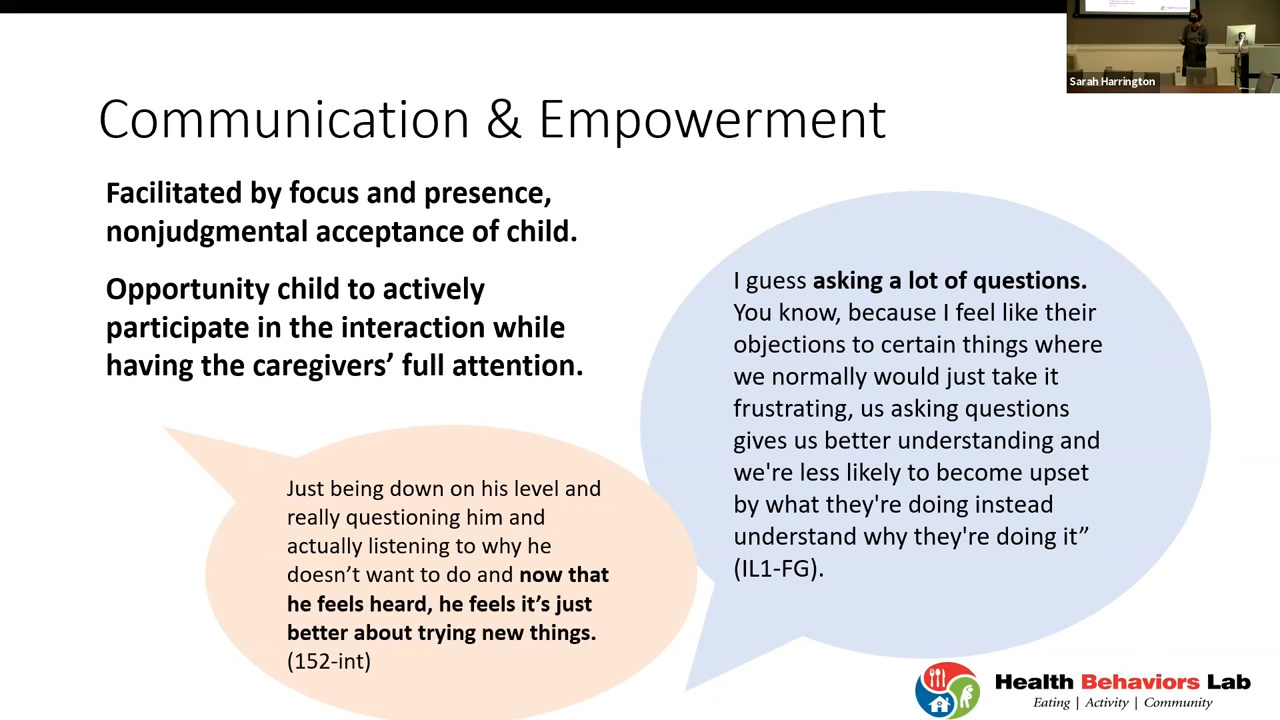 Sarah Harrington
Communication & Empowerment
Facilitated by focus and presence,
nonjudgmental acceptance of child.
Opportunity child to actively
participate in the interaction while
having the caregivers’ full attention.
I guess asking a lot of questions.
You know, because I feel like their
objections to certain things where
we normally would just take it
frustrating, us asking questions
gives us better understanding and
we're less likely to become upset
by what they're doing instead
understand why they're doing it”
(IL1-FG).
Just being down on his level and
really questioning him and
actually listening to why he
doesn’t want to do and now that
he feels heard, he feels it’s just
better about trying new things.
(152-int)
Health Behaviors Lab
Eating | Activity | Community